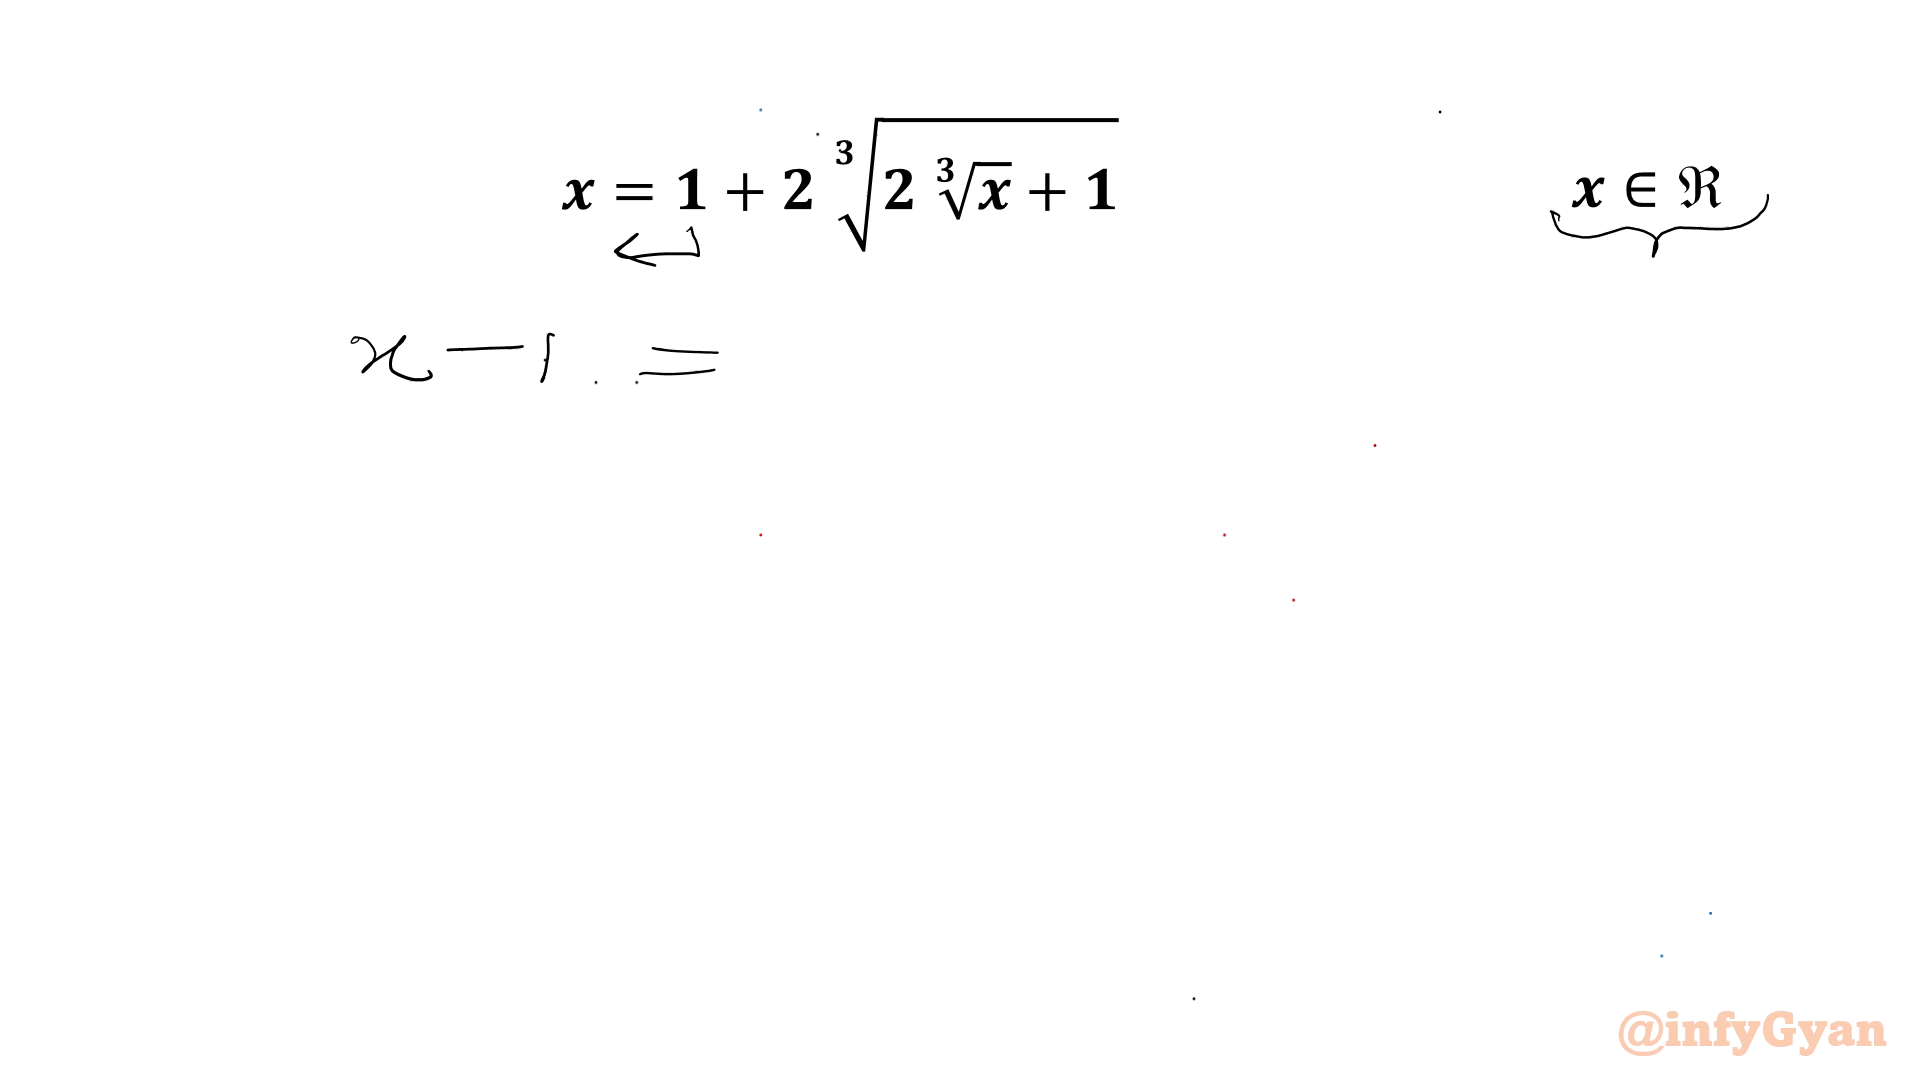 x = 1 + 2 ∛(2 ∛x + 1)    x ∈ ℜ
x − 1 =
@infyGyan